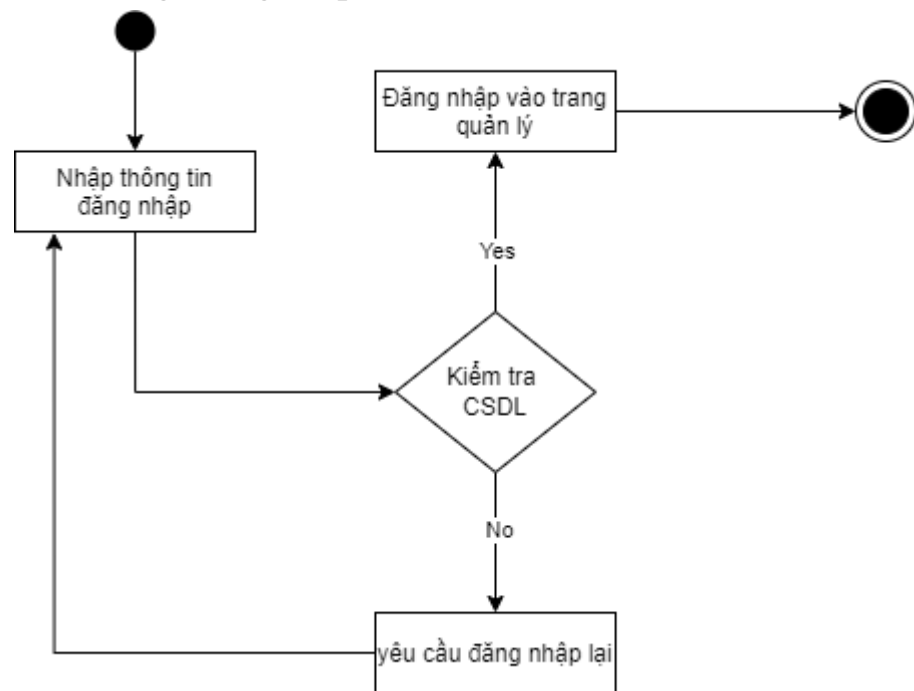 Đăng nhập vào trang
quản lý
Nhập thông tin
đăng nhập
Yes
Kiểm tra
CSDL
No
yêu cầu đăng nhập lại